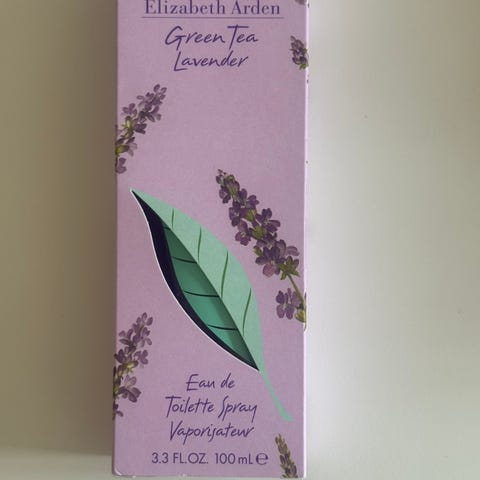 Elizabeth Arden
Green Tea
Lavender
Eau de
Toilette Spray
Vaporisateur
3.3 FL.OZ. 100 mL ℮